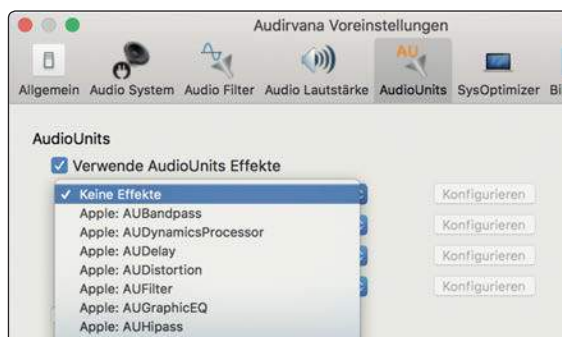 Audirvana Voreinstellungen
Allgemein Audio System Audio Filter Audio Lautstärke AudioUnits SysOptimizer
AudioUnits
Verwende AudioUnits Effekte
Keine Effekte Konfigurieren
Apple: AUBandpass
Apple: AUDynamicsProcessor Konfigurieren
Apple: AUDelay Konfigurieren
Apple: AUDistortion
Apple: AUFilter Konfigurieren
Apple: AUGraphicEQ
Apple: AUHipass